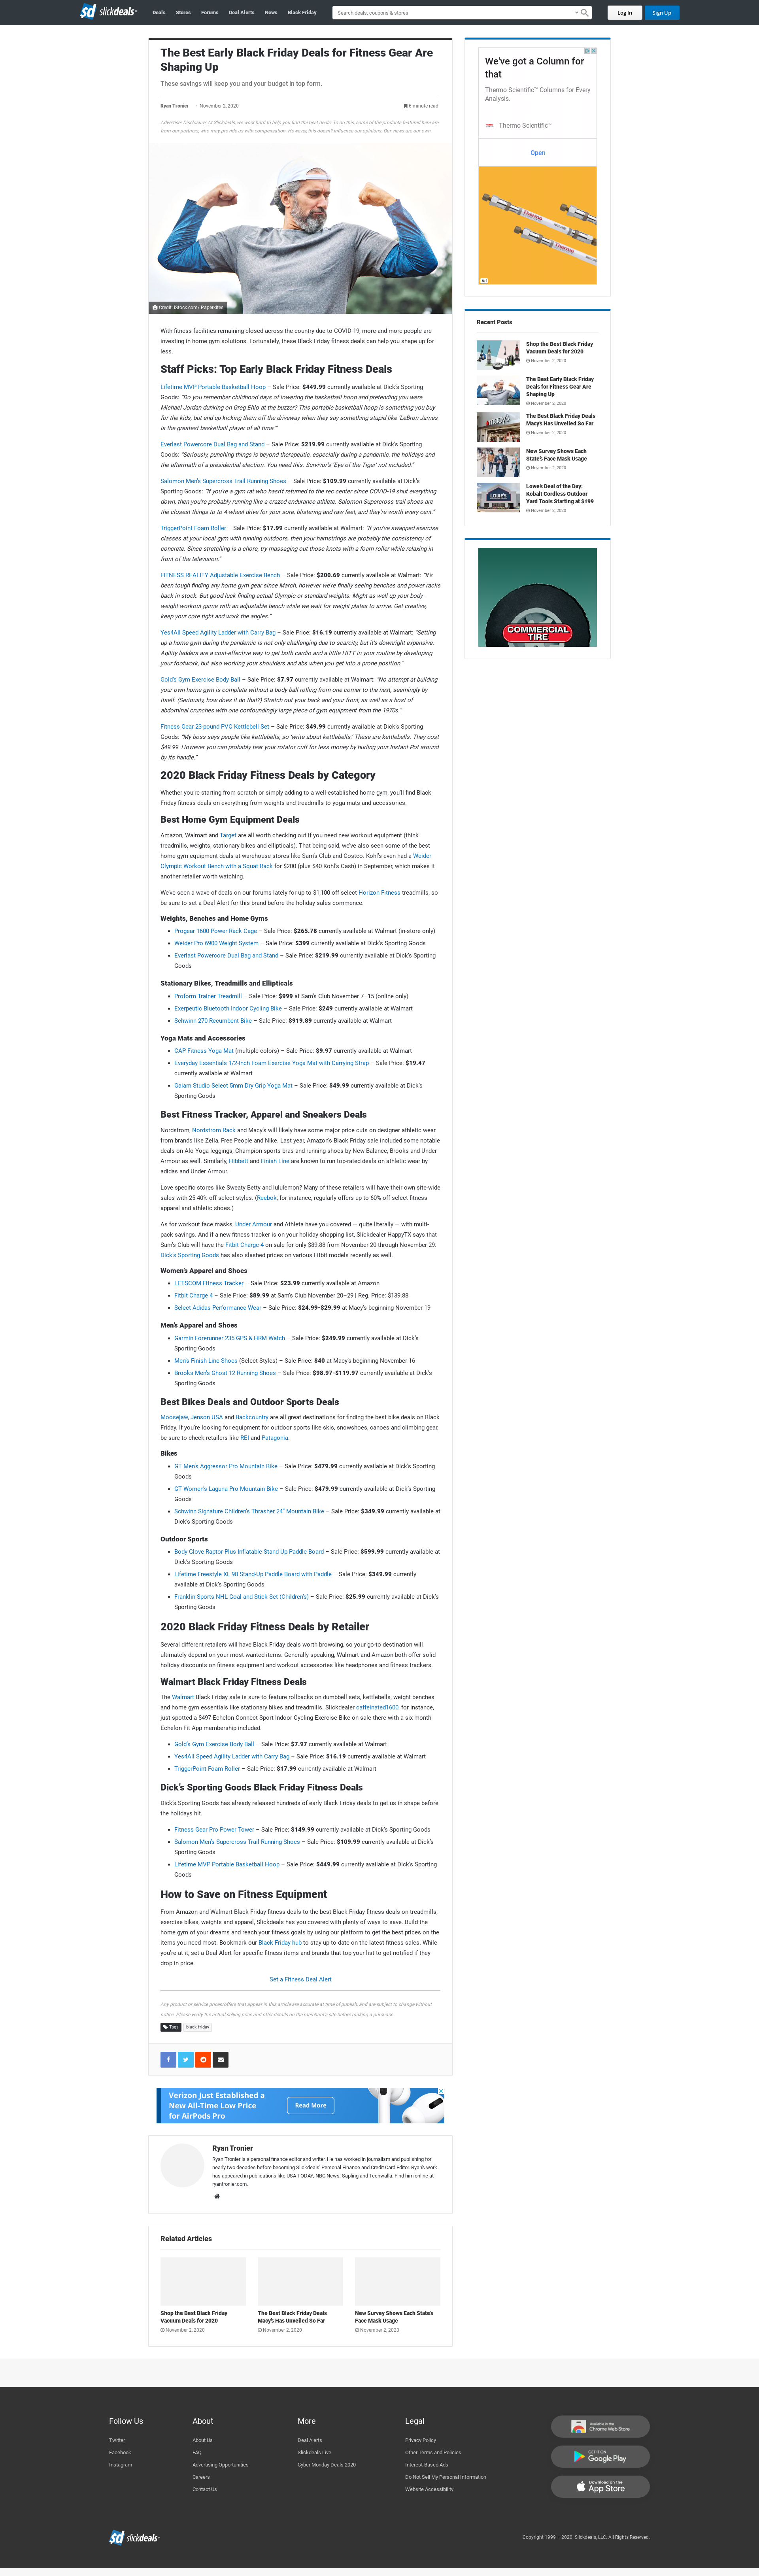 slickdeals
Deals
Stores
Forums
Deal Alerts
News
Black Friday
Search deals, coupons & stores
Log In
Sign Up
The Best Early Black Friday Deals for Fitness Gear Are
Shaping Up
These savings will keep you and your budget in top form.
Ryan Tronier
November 2, 2020
6 minute read
Advertiser Disclosure: At Slickdeals, we work hard to help you find the best deals. To do this, some of the products featured here are
from our partners, who may provide us with compensation. However, this doesn't influence our opinions. Our views are our own.
Credit: iStock.com/ Paperkites
With fitness facilities remaining closed across the country due to COVID-19, more and more people are
investing in home gym solutions. Fortunately, these Black Friday fitness deals can help you shape up for
less.
Staff Picks: Top Early Black Friday Fitness Deals
Lifetime MVP Portable Basketball Hoop – Sale Price: $449.99 currently available at Dick's Sporting
Goods: "Do you remember childhood days of lowering the basketball hoop and pretending you were
Michael Jordan dunking on Greg Ehlo at the buzzer? This portable basketball hoop is something you buy
for the kids, but end up kicking them off the driveway when they say something stupid like 'LeBron James
is the greatest player of all time.'"
Everlast Powercore Dual Bag and Stand – Sale Price: $219.99 currently available at Dick's Sporting
Goods: "Seriously, punching things is beyond therapeutic, especially during a pandemic, the holidays and
the aftermath of a presidential election. You need this. Survivor's 'Eye of the Tiger' not included."
Salomon Men's Supercross Trail Running Shoes – Sale Price: $109.99 currently available at Dick's
Sporting Goods: "If you're a gym rat who hasn't returned to the rec center since COVID-19 shut everything
down, then you're probably running like a crazed endurance athlete. Salomon Supercross shoes are one of
the closest things to a 4-wheel drive for your shoes, blistering and raw feet, and they're worth every cent."
TriggerPoint Foam Roller – Sale Price: $17.99 currently available at Walmart: "If you've swapped exercise
classes at your local gym with running outdoors, then your hamstrings are probably the consistency of
concrete. Since stretching is a chore, try massaging out those knots with a foam roller while relaxing in
front of the television."
FITNESS REALITY Adjustable Exercise Bench – Sale Price: $200.69 currently available at Walmart: "It's
been tough finding any home gym gear since March, however we're finally seeing benches and power racks
back in stock. But good luck finding actual Olympic or standard weights. Might as well up your body-
weight workout game with an adjustable bench while we wait for weight plates to arrive. Get creative,
keep your core tight and work the angles."
Yes4All Speed Agility Ladder with Carry Bag – Sale Price: $16.19 currently available at Walmart: "Setting
up a home gym during the pandemic is not only challenging due to scarcity, but it's downright expensive.
Agility ladders are a cost-effective way to get both cardio and a little HITT in your routine by developing
your footwork, but also working your shoulders and abs when you get into a prone position."
Gold's Gym Exercise Body Ball – Sale Price: $7.97 currently available at Walmart: "No attempt at building
your own home gym is complete without a body ball rolling from one corner to the next, seemingly by
itself. (Seriously, how does it do that?) Stretch out your back and your front, as well as a host of
abdominal crunches with one confoundingly large piece of gym equipment from the 1970s."
Fitness Gear 23-pound PVC Kettlebell Set – Sale Price: $49.99 currently available at Dick's Sporting
Goods: "My boss says people like kettlebells, so 'write about kettlebells.' These are kettlebells. They cost
$49.99. However you can probably tear your rotator cuff for less money by hurling your Instant Pot around
by its handle."
2020 Black Friday Fitness Deals by Category
Whether you're starting from scratch or simply adding to a well-established home gym, you'll find Black
Friday fitness deals on everything from weights and treadmills to yoga mats and accessories.
Best Home Gym Equipment Deals
Amazon, Walmart and Target are all worth checking out if you need new workout equipment (think
treadmills, weights, stationary bikes and ellipticals). That being said, we've also seen some of the best
home gym equipment deals at warehouse stores like Sam's Club and Costco. Kohl's even had a Weider
Olympic Workout Bench with a Squat Rack for $200 (plus $40 Kohl's Cash) in September, which makes it
another retailer worth watching.
We've seen a wave of deals on our forums lately for up to $1,100 off select Horizon Fitness treadmills, so
be sure to set a Deal Alert for this brand before the holiday sales commence.
Weights, Benches and Home Gyms
• Progear 1600 Power Rack Cage – Sale Price: $265.78 currently available at Walmart (in-store only)
• Weider Pro 6900 Weight System – Sale Price: $399 currently available at Dick's Sporting Goods
• Everlast Powercore Dual Bag and Stand – Sale Price: $219.99 currently available at Dick's Sporting
Goods
Stationary Bikes, Treadmills and Ellipticals
• Proform Trainer Treadmill – Sale Price: $999 at Sam's Club November 7–15 (online only)
• Exerpeutic Bluetooth Indoor Cycling Bike – Sale Price: $249 currently available at Walmart
• Schwinn 270 Recumbent Bike – Sale Price: $919.89 currently available at Walmart
Yoga Mats and Accessories
• CAP Fitness Yoga Mat (multiple colors) – Sale Price: $9.97 currently available at Walmart
• Everyday Essentials 1/2-Inch Foam Exercise Yoga Mat with Carrying Strap – Sale Price: $19.47
currently available at Walmart
• Gaiam Studio Select 5mm Dry Grip Yoga Mat – Sale Price: $49.99 currently available at Dick's
Sporting Goods
Best Fitness Tracker, Apparel and Sneakers Deals
Nordstrom, Nordstrom Rack and Macy's will likely have some major price cuts on designer athletic wear
from brands like Zella, Free People and Nike. Last year, Amazon's Black Friday sale included some notable
deals on Alo Yoga leggings, Champion sports bras and running shoes by New Balance, Brooks and Under
Armour as well. Similarly, Hibbett and Finish Line are known to run top-rated deals on athletic wear by
adidas and Under Armour.
Love specific stores like Sweaty Betty and lululemon? Many of these retailers will have their own site-wide
sales with 25-40% off select styles. (Reebok, for instance, regularly offers up to 60% off select fitness
apparel and athletic shoes.)
As for workout face masks, Under Armour and Athleta have you covered — quite literally — with multi-
pack savings. And if a new fitness tracker is on your holiday shopping list, Slickdealer HappyTX says that
Sam's Club will have the Fitbit Charge 4 on sale for only $89.88 from November 20 through November 29.
Dick's Sporting Goods has also slashed prices on various Fitbit models recently as well.
Women's Apparel and Shoes
• LETSCOM Fitness Tracker – Sale Price: $23.99 currently available at Amazon
• Fitbit Charge 4 – Sale Price: $89.99 at Sam's Club November 20–29 | Reg. Price: $139.88
• Select Adidas Performance Wear – Sale Price: $24.99-$29.99 at Macy's beginning November 19
Men's Apparel and Shoes
• Garmin Forerunner 235 GPS & HRM Watch – Sale Price: $249.99 currently available at Dick's
Sporting Goods
• Men's Finish Line Shoes (Select Styles) – Sale Price: $40 at Macy's beginning November 16
• Brooks Men's Ghost 12 Running Shoes – Sale Price: $98.97-$119.97 currently available at Dick's
Sporting Goods
Best Bikes Deals and Outdoor Sports Deals
Moosejaw, Jenson USA and Backcountry are all great destinations for finding the best bike deals on Black
Friday. If you're looking for equipment for outdoor sports like skis, snowshoes, canoes and climbing gear,
be sure to check retailers like REI and Patagonia.
Bikes
• GT Men's Aggressor Pro Mountain Bike – Sale Price: $479.99 currently available at Dick's Sporting
Goods
• GT Women's Laguna Pro Mountain Bike – Sale Price: $479.99 currently available at Dick's Sporting
Goods
• Schwinn Signature Children's Thrasher 24" Mountain Bike – Sale Price: $349.99 currently available at
Dick's Sporting Goods
Outdoor Sports
• Body Glove Raptor Plus Inflatable Stand-Up Paddle Board – Sale Price: $599.99 currently available at
Dick's Sporting Goods
• Lifetime Freestyle XL 98 Stand-Up Paddle Board with Paddle – Sale Price: $349.99 currently
available at Dick's Sporting Goods
• Franklin Sports NHL Goal and Stick Set (Children's) – Sale Price: $25.99 currently available at Dick's
Sporting Goods
2020 Black Friday Fitness Deals by Retailer
Several different retailers will have Black Friday deals worth browsing, so your go-to destination will
ultimately depend on your most-wanted items. Generally speaking, Walmart and Amazon both offer solid
holiday discounts on fitness equipment and workout accessories like headphones and fitness trackers.
Walmart Black Friday Fitness Deals
The Walmart Black Friday sale is sure to feature rollbacks on dumbbell sets, kettlebells, weight benches
and home gym essentials like stationary bikes and treadmills. Slickdealer caffeinated1600, for instance,
just spotted a $497 Echelon Connect Sport Indoor Cycling Exercise Bike on sale there with a six-month
Echelon Fit App membership included.
• Gold's Gym Exercise Body Ball – Sale Price: $7.97 currently available at Walmart
• Yes4All Speed Agility Ladder with Carry Bag – Sale Price: $16.19 currently available at Walmart
• TriggerPoint Foam Roller – Sale Price: $17.99 currently available at Walmart
Dick's Sporting Goods Black Friday Fitness Deals
Dick's Sporting Goods has already released hundreds of early Black Friday deals to get us in shape before
the holidays hit.
• Fitness Gear Pro Power Tower – Sale Price: $149.99 currently available at Dick's Sporting Goods
• Salomon Men's Supercross Trail Running Shoes – Sale Price: $109.99 currently available at Dick's
Sporting Goods
• Lifetime MVP Portable Basketball Hoop – Sale Price: $449.99 currently available at Dick's Sporting
Goods
How to Save on Fitness Equipment
From Amazon and Walmart Black Friday fitness deals to the best Black Friday fitness deals on treadmills,
exercise bikes, weights and apparel, Slickdeals has you covered with plenty of ways to save. Build the
home gym of your dreams and reach your fitness goals by using our platform to get the best prices on the
items you need most. Bookmark our Black Friday hub to stay up-to-date on the latest fitness sales. When
you're at it, set a Deal Alert for specific fitness items and brands that top your list to get notified if they
drop in price.
Set a Fitness Deal Alert
Any product or service prices/offers that appear in this article are accurate at time of publish, and are subject to change without
notice. Please verify the actual selling price and offer details on the merchant's site before making a purchase.
Tags
black-friday
Verizon Just Established a
New All-Time Low Price
for AirPods Pro
Read More
Ryan Tronier
Ryan Tronier is a personal finance editor and writer. He has worked in journalism and publishing for
nearly two decades before becoming Slickdeals' Personal Finance and Credit Card Editor. Ryan's work
has appeared in publications like USA TODAY, NBC News, Sapling and Techwalla. Find him online at
ryantronier.com.
Related Articles
Shop the Best Black Friday
Vacuum Deals for 2020
November 2, 2020
The Best Black Friday Deals
Macy's Has Unveiled So Far
November 2, 2020
New Survey Shows Each State's
Face Mask Usage
November 2, 2020
We've got a Column for
that
Thermo Scientific™ Columns for Every
Analysis.
Thermo Scientific™
Open
Ad
Recent Posts
Shop the Best Black Friday
Vacuum Deals for 2020
November 2, 2020
The Best Early Black Friday
Deals for Fitness Gear Are
Shaping Up
November 2, 2020
The Best Black Friday Deals
Macy's Has Unveiled So Far
November 2, 2020
New Survey Shows Each
State's Face Mask Usage
November 2, 2020
Lowe's Deal of the Day:
Kobalt Cordless Outdoor
Yard Tools Starting at $199
November 2, 2020
COMMERCIAL
TIRE
Follow Us
Twitter
Facebook
Instagram
About
About Us
FAQ
Advertising Opportunities
Careers
Contact Us
More
Deal Alerts
Slickdeals Live
Cyber Monday Deals 2020
Legal
Privacy Policy
Other Terms and Policies
Interest-Based Ads
Do Not Sell My Personal Information
Website Accessibility
Available in the
Chrome Web Store
GET IT ON
Google Play
Download on the
App Store
slickdeals
Copyright 1999 – 2020. Slickdeals, LLC. All Rights Reserved.